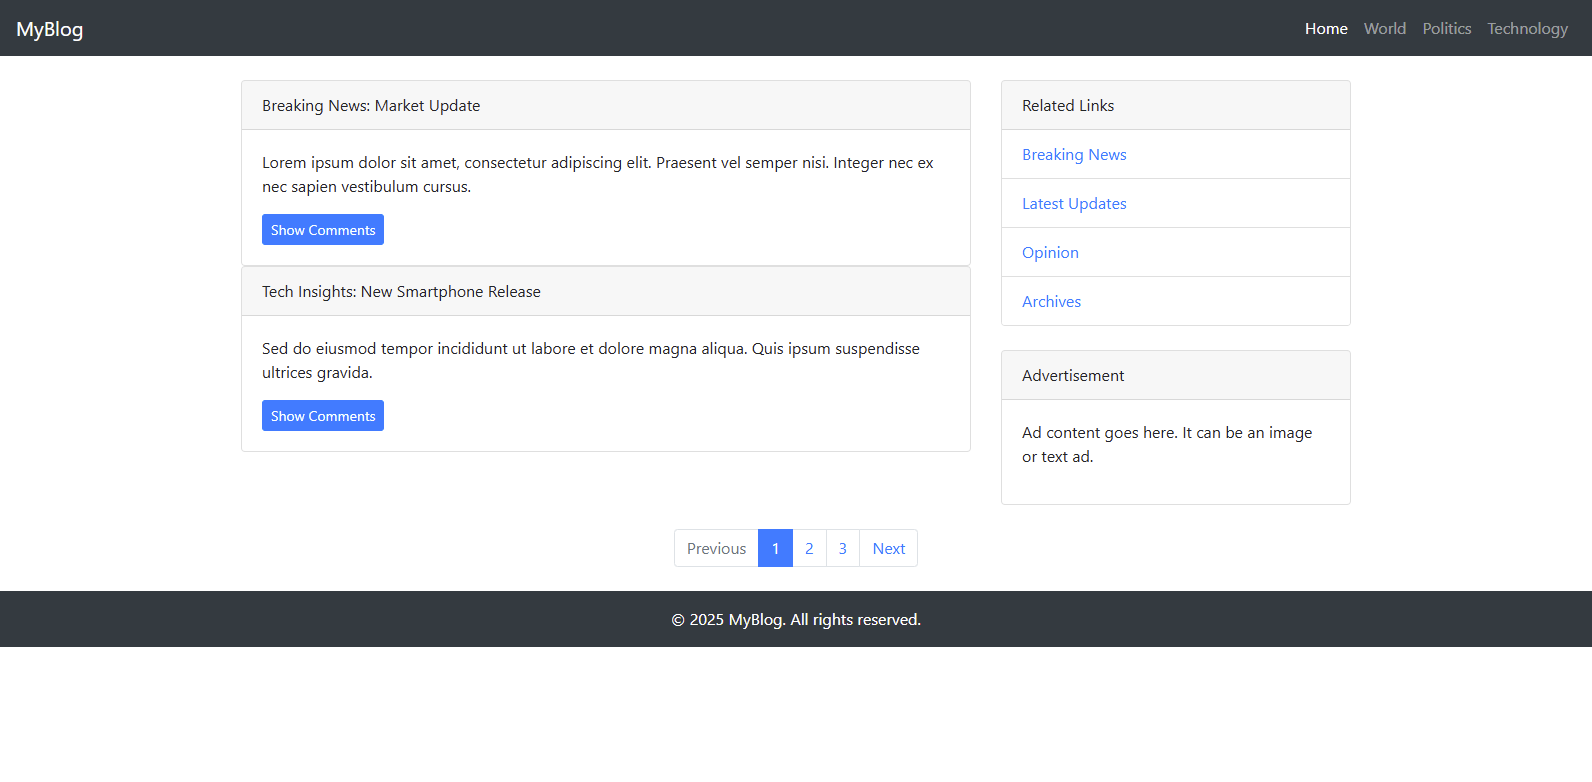 MyBlog
Home World Politics Technology
Breaking News: Market Update
Lorem ipsum dolor sit amet, consectetur adipiscing elit. Praesent vel semper nisi. Integer nec ex
nec sapien vestibulum cursus.
Show Comments
Tech Insights: New Smartphone Release
Sed do eiusmod tempor incididunt ut labore et dolore magna aliqua. Quis ipsum suspendisse
ultrices gravida.
Show Comments
Related Links
Breaking News
Latest Updates
Opinion
Archives
Advertisement
Ad content goes here. It can be an image
or text ad.
Previous 1 2 3 Next
© 2025 MyBlog. All rights reserved.